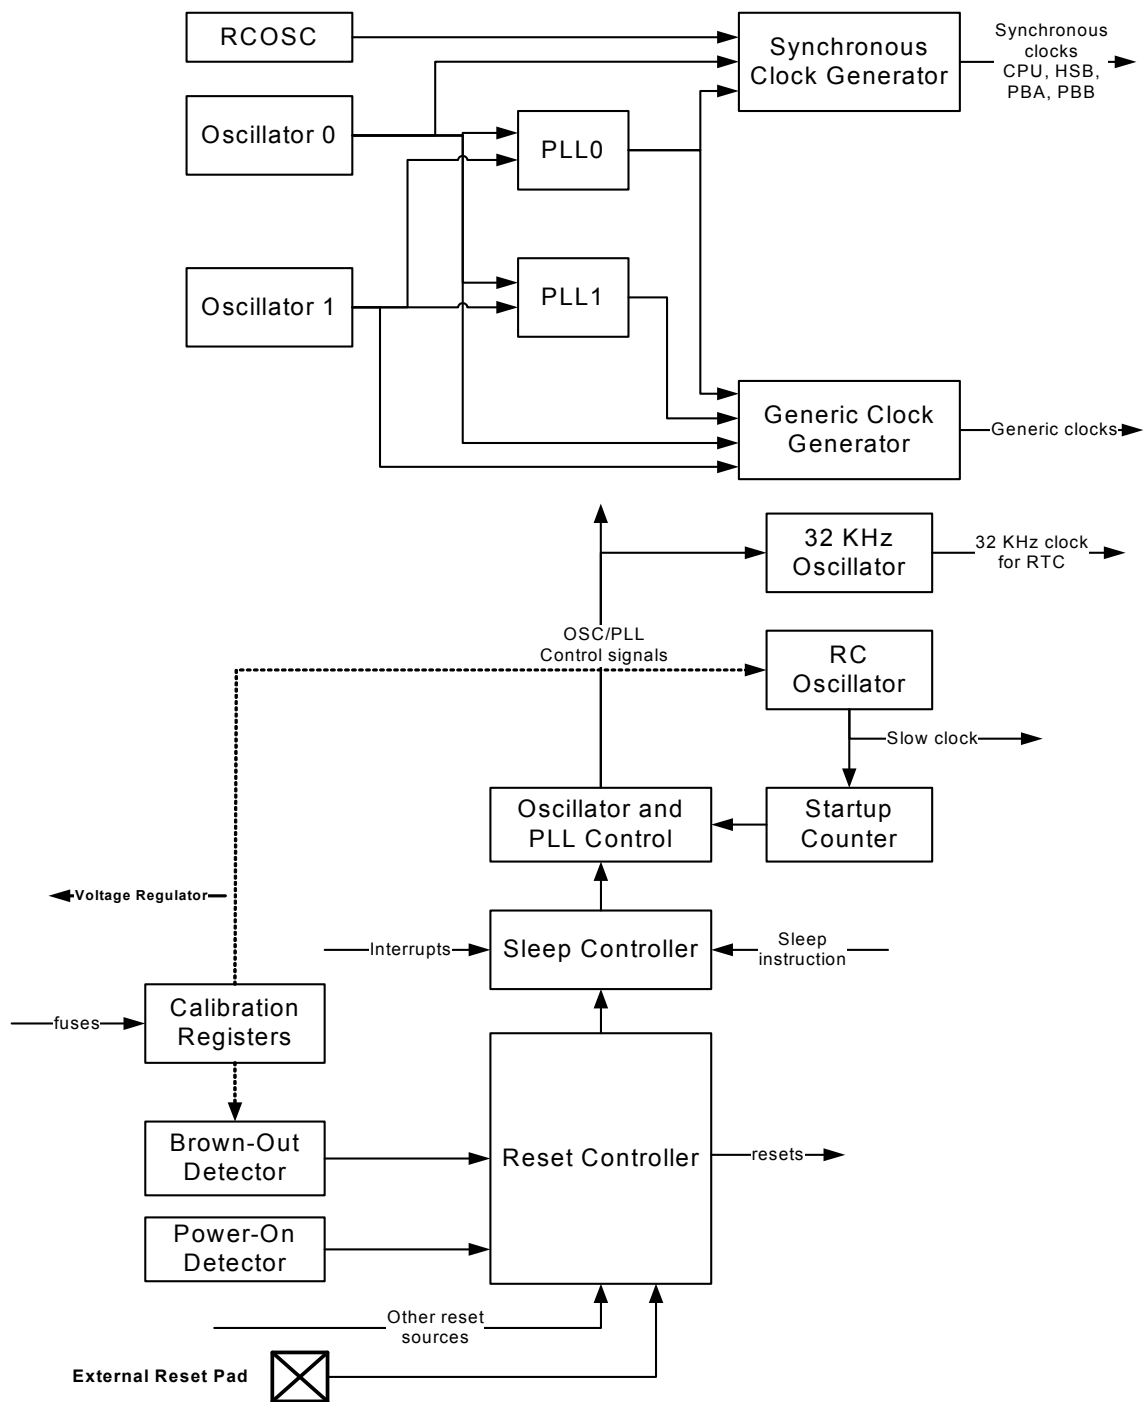 RCOSC
Synchronous
Clock Generator
Synchronous
clocks
CPU, HSB,
PBA, PBB
Oscillator 0
PLL0
Oscillator 1
PLL1
Generic Clock
Generator
Generic clocks
32 KHz
Oscillator
32 KHz clock
for RTC
OSC/PLL
Control signals
RC
Oscillator
Slow clock
Oscillator and
PLL Control
Startup
Counter
Voltage Regulator
Interrupts
Sleep Controller
Sleep
instruction
fuses
Calibration
Registers
Brown-Out
Detector
Reset Controller
resets
Power-On
Detector
Other reset
sources
External Reset Pad